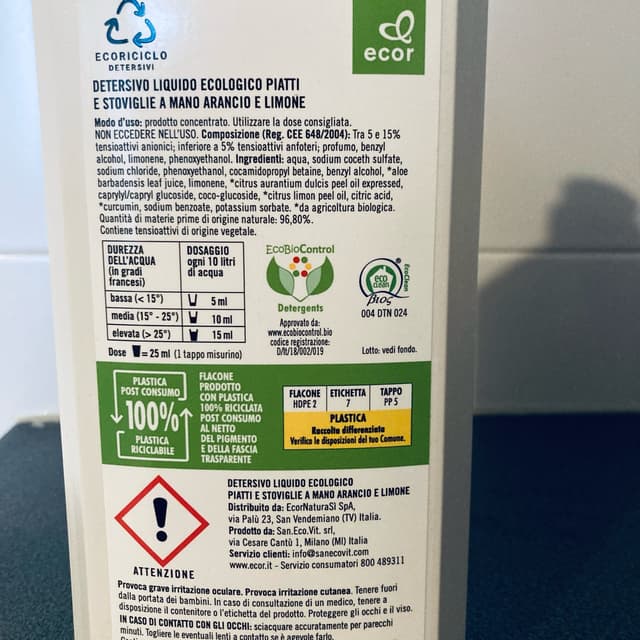 ECORICICLO
DETERSIVI
ecor
DETERSIVO LIQUIDO ECOLOGICO PIATTI
E STOVIGLIE A MANO ARANCIO E LIMONE
Modo d'uso: prodotto concentrato. Utilizzare la dose consigliata.
NON ECCEDERE NELL'USO. Composizione (Reg. CEE 648/2004): Tra 5 e 15%
tensioattivi anionici; inferiore a 5% tensioattivi anfoteri; profumo, benzyl
alcohol, limonene, phenoxyethanol. Ingredienti: aqua, sodium coceth sulfate,
sodium chloride, phenoxyethanol, cocamidopropyl betaine, benzyl alcohol, *aloe
barbadensis leaf juice, limonene, *citrus aurantium dulcis peel oil expressed,
caprylyl/capryl glucoside, coco-glucoside, *citrus limon peel oil, citric acid,
*curcumin, sodium benzoate, potassium sorbate. *da agricoltura biologica.
Quantità di materie prime di origine naturale: 96,80%.
Contiene tensioattivi di origine vegetale.
DUREZZA DELL'ACQUA (in gradi francesi) DOSAGGIO ogni 10 litri di acqua
bassa (< 15°) 5 ml
media (15° - 25°) 10 ml
elevata (> 25°) 15 ml
Dose = 25 ml (1 tappo misurino)
EcoBioControl
Detergents
Approvato da:
www.ecobiocontrol.bio
codice registrazione:
D/II/18/002/019
eco
clean
EcoClean
Bios
004 DTN 024
Lotto: vedi fondo.
PLASTICA
POST CONSUMO
100%
PLASTICA
RICICLABILE
FLACONE
PRODOTTO
CON PLASTICA
100% RICICLATA
POST CONSUMO
AL NETTO
DEL PIGMENTO
E DELLA FASCIA
TRASPARENTE
FLACONE HDPE 2
ETICHETTA 7
TAPPO PP 5
PLASTICA
Raccolta differenziata
Verifica le disposizioni del tuo Comune.
ATTENZIONE
DETERSIVO LIQUIDO ECOLOGICO
PIATTI E STOVIGLIE A MANO ARANCIO E LIMONE
Distribuito da: EcorNaturaSì SpA,
via Palù 23, San Vendemiano (TV) Italia.
Prodotto da: San.Eco.Vit. srl,
via Cesare Cantù 1, Milano (MI) Italia
Servizio clienti: info@sanecovit.com
www.ecor.it - Servizio consumatori 800 489311
Provoca grave irritazione oculare. Provoca irritazione cutanea. Tenere fuori
dalla portata dei bambini. In caso di consultazione di un medico, tenere a
disposizione il contenitore o l'etichetta del prodotto. Proteggere gli occhi e il viso.
IN CASO DI CONTATTO CON GLI OCCHI: sciacquare accuratamente per parecchi
minuti. Togliere le eventuali lenti a contatto se è agevole farlo.